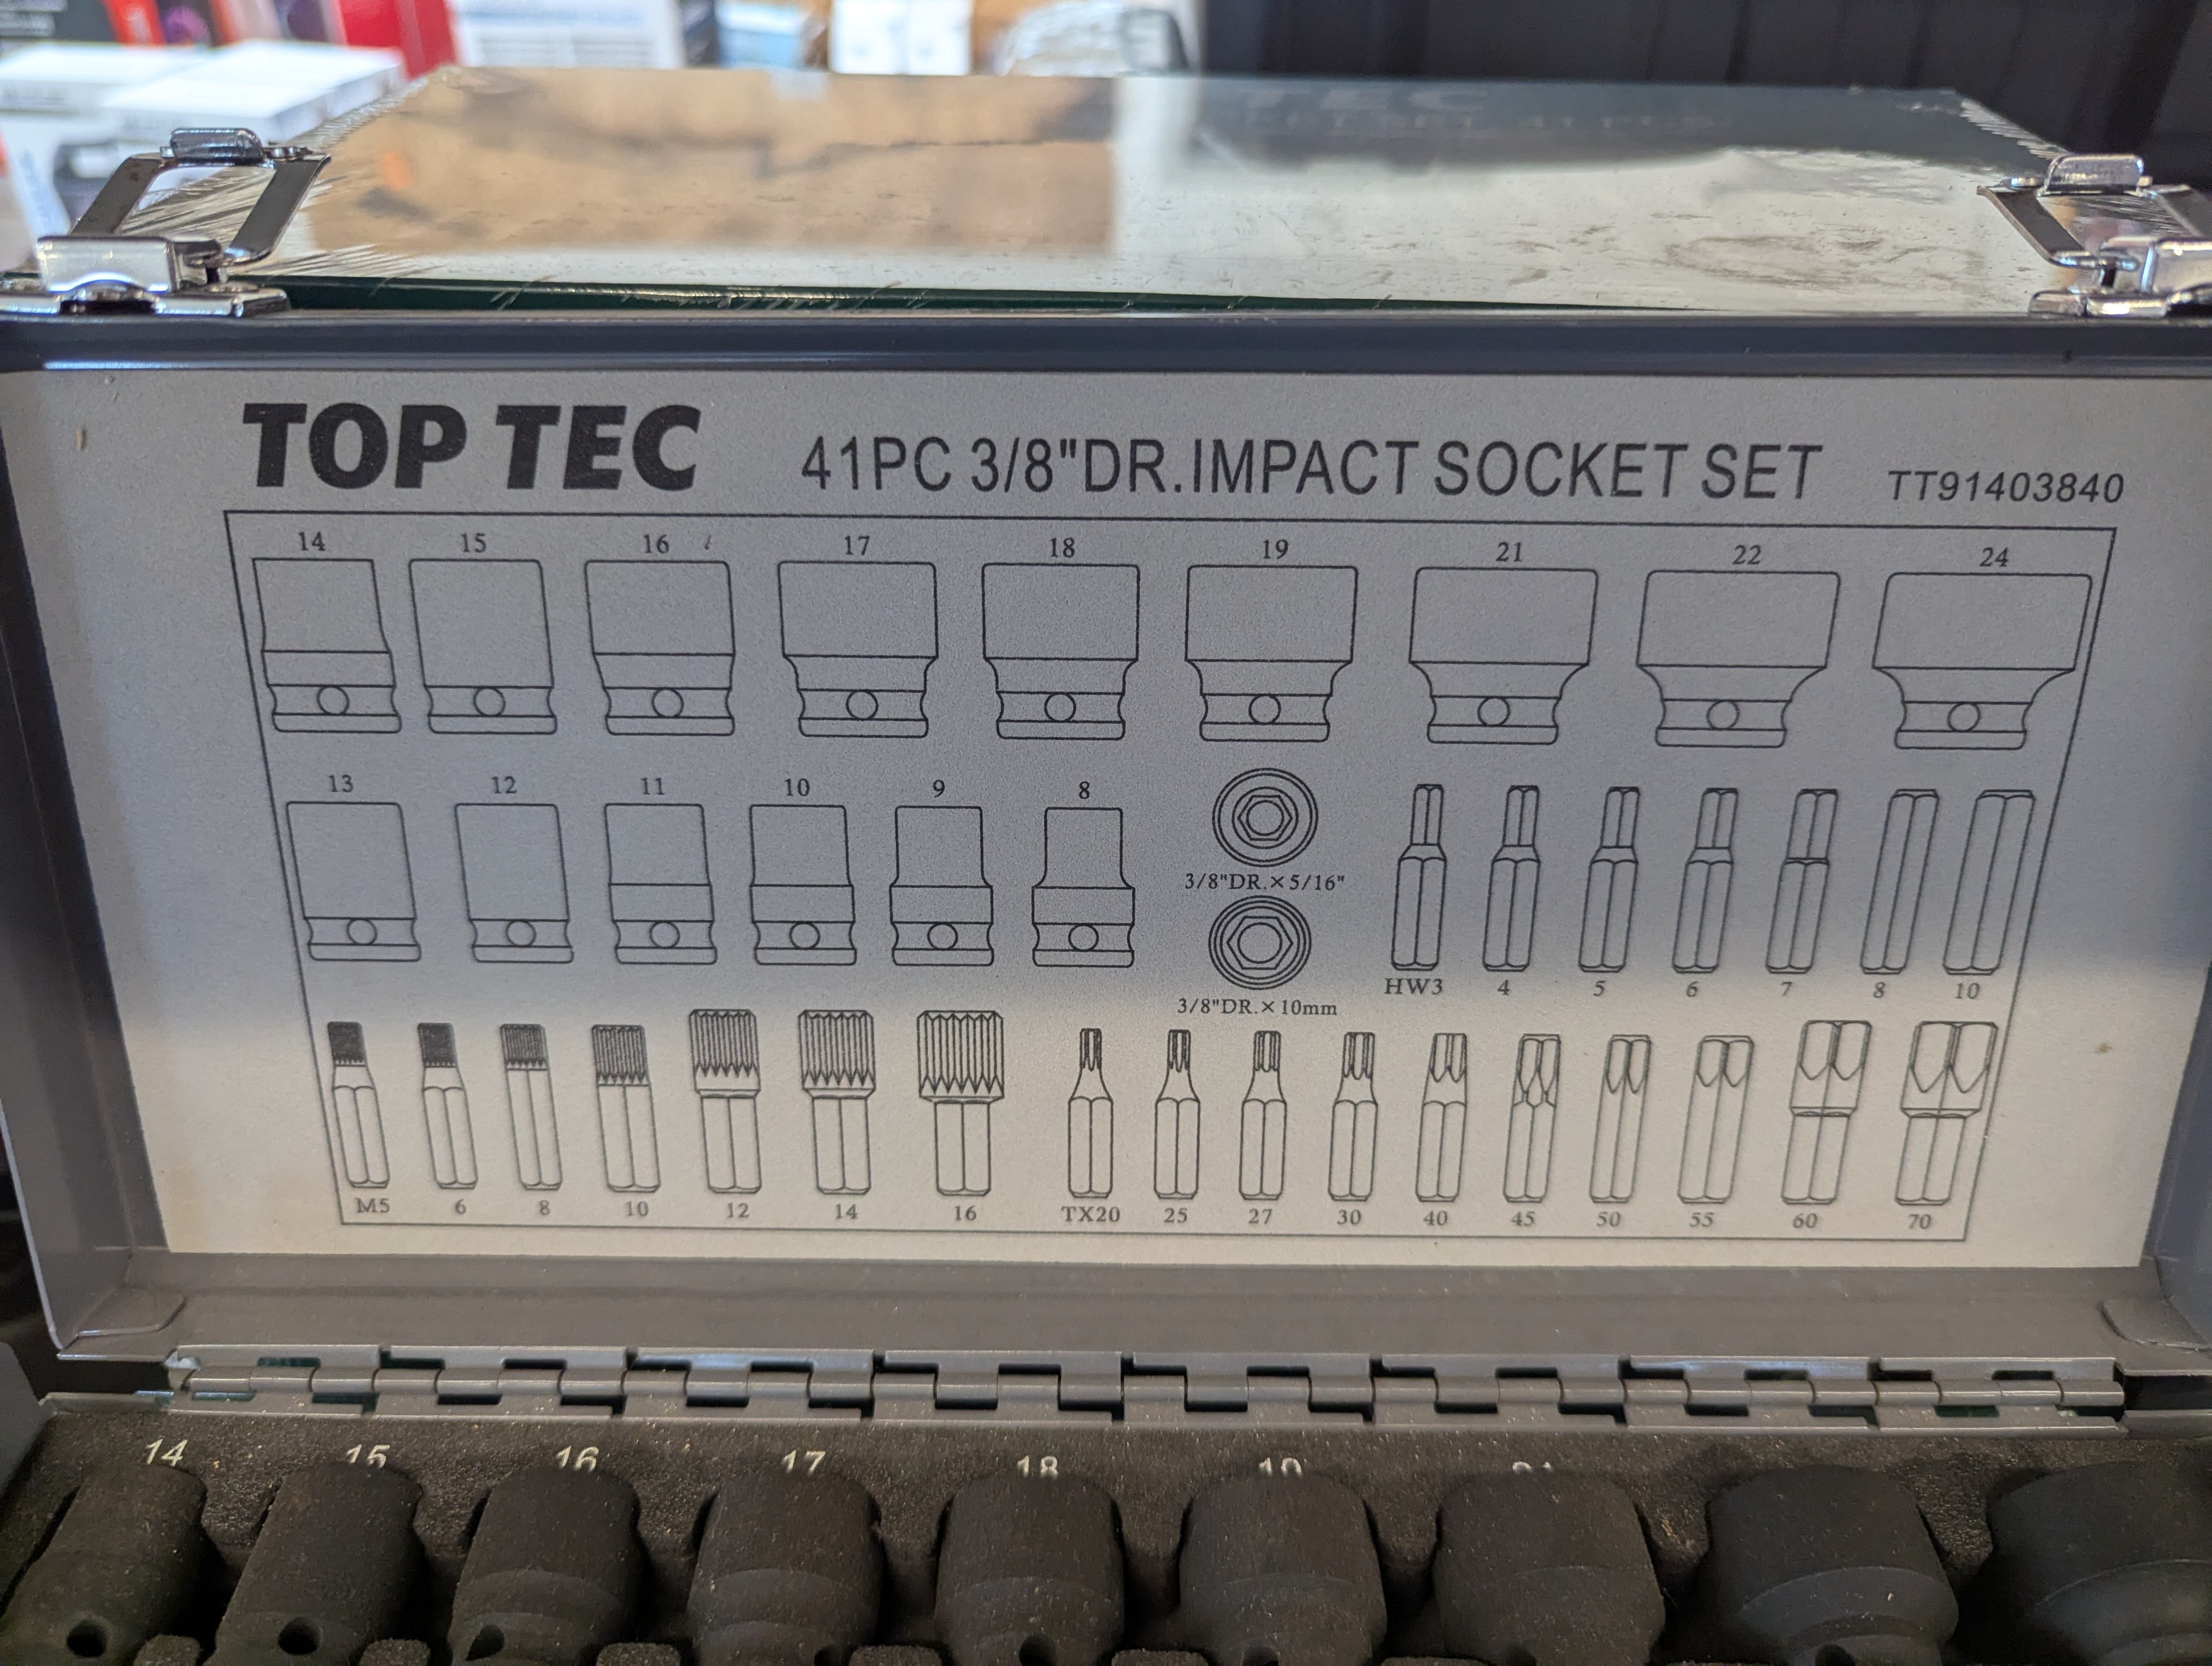 TOP TEC 41PC 3/8"DR.IMPACT SOCKET SET TT91403840
14 15 16 17 18 19 21 22 24
13 12 11 10 9 8
3/8"DR.×5/16"
HW3 4 5 6 7 8 10
3/8"DR.×10mm
M5 6 8 10 12 14 16 TX20 25 27 30 40 45 50 55 60 70
14 15 16 17 18 19